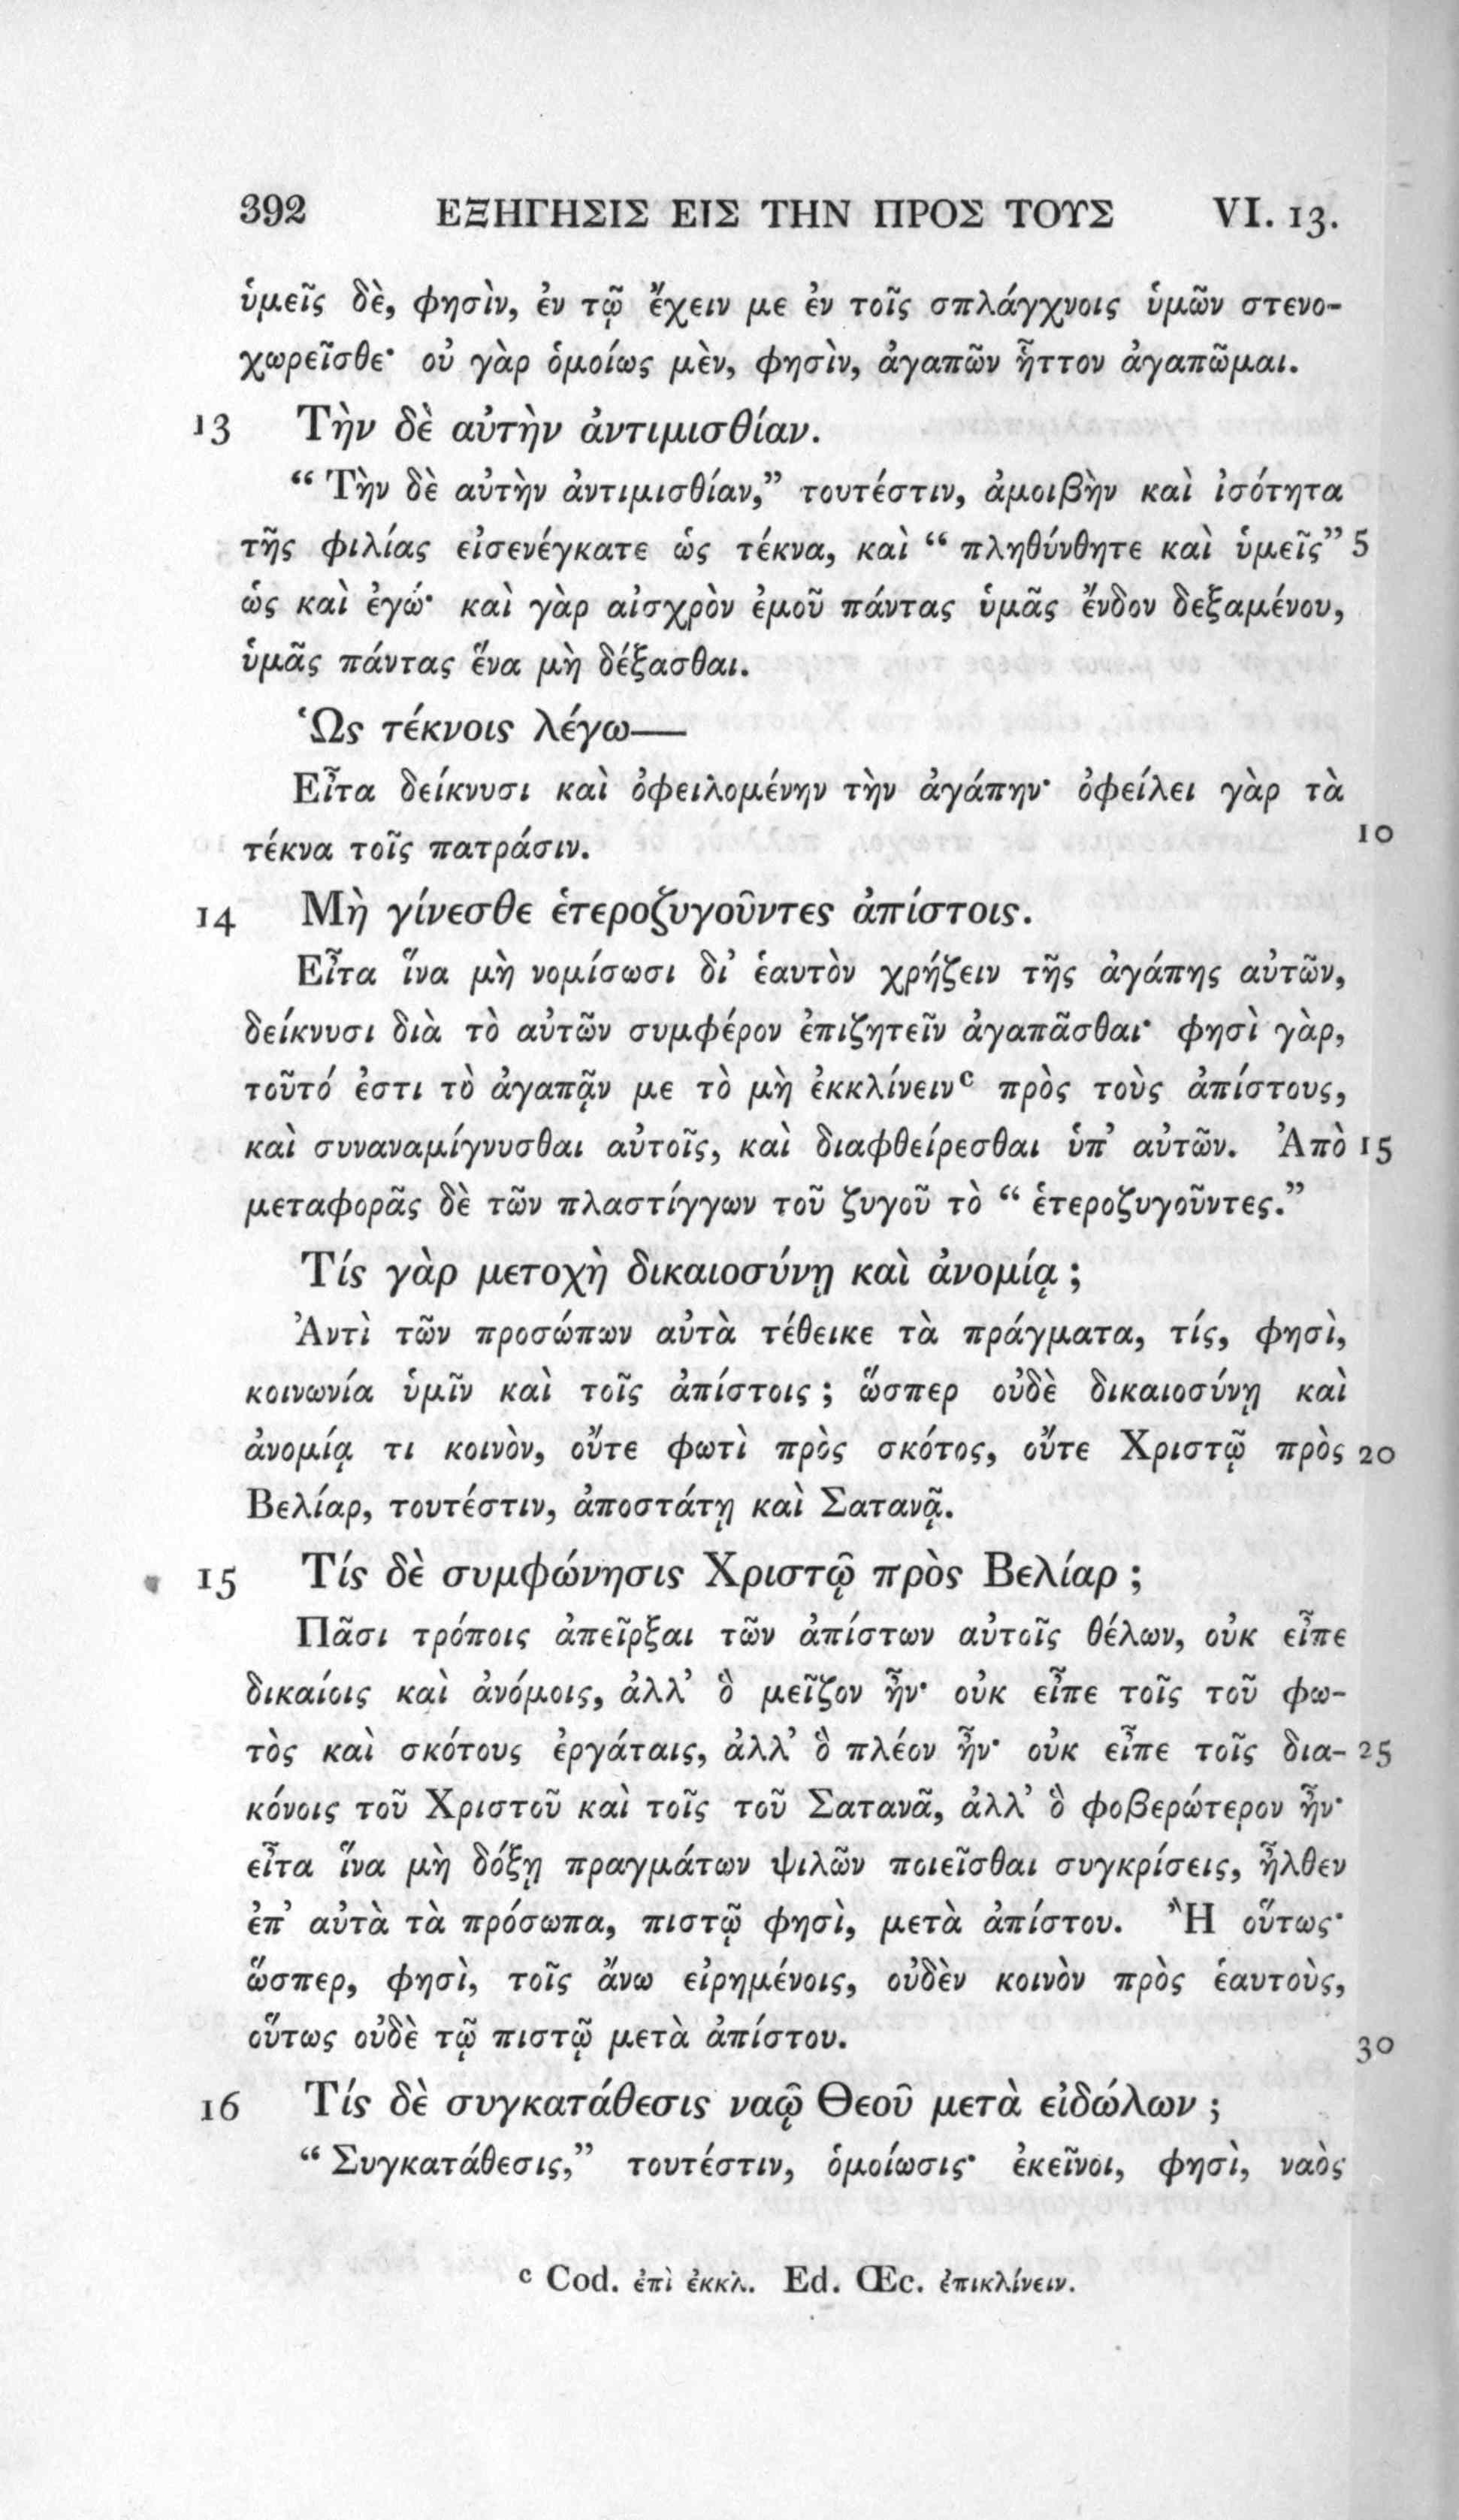 392 ΕΞΗΓΗΣΙΣ ΕΙΣ ΤΗΝ ΠΡΟΣ ΤΟΥΣ VI. 13.
ὑμεῖς δὲ, φησὶν, ἐν τῷ ἔχειν με ἐν τοῖς σπλάγχνοις ὑμῶν στενο-
χωρεῖσθε· οὐ γὰρ ὁμοίως μὲν, φησὶν, ἀγαπῶν ἧττον ἀγαπῶμαι.
13 Τὴν δὲ αὐτὴν ἀντιμισθίαν.
“ Τὴν δὲ αὐτὴν ἀντιμισθίαν,” τουτέστιν, ἀμοιβὴν καὶ ἰσότητα
τῆς φιλίας εἰσενέγκατε ὡς τέκνα, καὶ “ πληθύνθητε καὶ ὑμεῖς” 5
ὡς καὶ ἐγώ· καὶ γὰρ αἰσχρὸν ἐμοῦ πάντας ὑμᾶς ἔνδον δεξαμένου,
ὑμᾶς πάντας ἕνα μὴ δέξασθαι.
Ὡς τέκνοις λέγω—
Εἶτα δείκνυσι καὶ ὀφειλομένην τὴν ἀγάπην· ὀφείλει γὰρ τὰ
τέκνα τοῖς πατράσιν. 10
14 Μὴ γίνεσθε ἑτεροζυγοῦντες ἀπίστοις.
Εἶτα ἵνα μὴ νομίσωσι δι’ ἑαυτὸν χρῄζειν τῆς ἀγάπης αὐτῶν,
δείκνυσι διὰ τὸ αὐτῶν συμφέρον ἐπιζητεῖν ἀγαπᾶσθαι· φησὶ γὰρ,
τοῦτό ἐστι τὸ ἀγαπᾷν με τὸ μὴ ἐκκλίνειν<sup>c</sup> πρὸς τοὺς ἀπίστους,
καὶ συναναμίγνυσθαι αὐτοῖς, καὶ διαφθείρεσθαι ὑπ’ αὐτῶν. Ἀπὸ 15
μεταφορᾶς δὲ τῶν πλαστίγγων τοῦ ζυγοῦ τὸ “ ἑτεροζυγοῦντες.”
Τίς γὰρ μετοχὴ δικαιοσύνῃ καὶ ἀνομίᾳ ;
Ἀντὶ τῶν προσώπων αὐτὰ τέθεικε τὰ πράγματα, τίς, φησὶ,
κοινωνία ὑμῖν καὶ τοῖς ἀπίστοις ; ὥσπερ οὐδὲ δικαιοσύνῃ καὶ
ἀνομίᾳ τι κοινὸν, οὔτε φωτὶ πρὸς σκότος, οὔτε Χριστῷ πρὸς 20
Βελίαρ, τουτέστιν, ἀποστάτῃ καὶ Σατανᾷ.
15 Τίς δὲ συμφώνησις Χριστῷ πρὸς Βελίαρ ;
Πᾶσι τρόποις ἀπεῖρξαι τῶν ἀπίστων αὐτοῖς θέλων, οὐκ εἶπε
δικαίοις καὶ ἀνόμοις, ἀλλ’ ὃ μεῖζον ἦν· οὐκ εἶπε τοῖς τοῦ φω-
τὸς καὶ σκότους ἐργάταις, ἀλλ’ ὃ πλέον ἦν· οὐκ εἶπε τοῖς δια- 25
κόνοις τοῦ Χριστοῦ καὶ τοῖς τοῦ Σατανᾶ, ἀλλ’ ὃ φοβερώτερον ἦν·
εἶτα ἵνα μὴ δόξῃ πραγμάτων ψιλῶν ποιεῖσθαι συγκρίσεις, ἦλθεν
ἐπ’ αὐτὰ τὰ πρόσωπα, πιστῷ φησὶ, μετὰ ἀπίστου. Ἢ οὕτως·
ὥσπερ, φησὶ, τοῖς ἄνω εἰρημένοις, οὐδὲν κοινὸν πρὸς ἑαυτοὺς,
οὕτως οὐδὲ τῷ πιστῷ μετὰ ἀπίστου. 30
16 Τίς δὲ συγκατάθεσις ναῷ Θεοῦ μετὰ εἰδώλων ;
“ Συγκατάθεσις,” τουτέστιν, ὁμοίωσις· ἐκεῖνοι, φησὶ, ναὸς
c Cod. ἐπὶ ἐκκλ. Ed. Œc. ἐπικλίνειν.